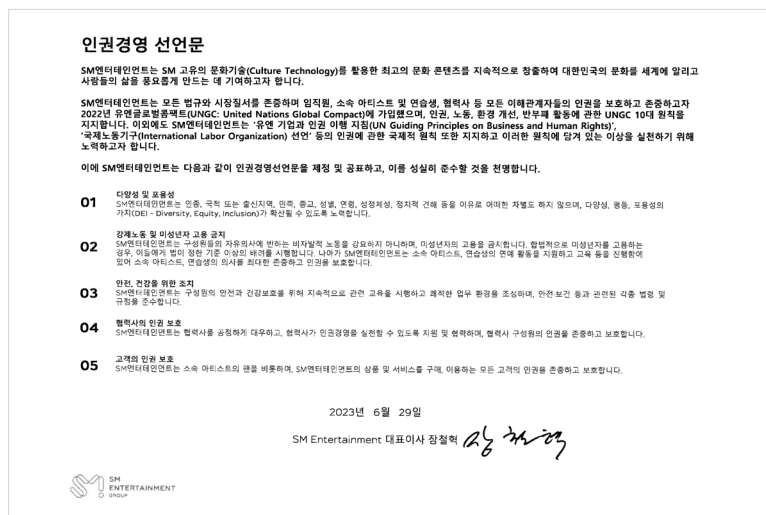 인권경영 선언문
SM엔터테인먼트는 SM 고유의 문화기술(Culture Technology)를 활용한 최고의 문화 콘텐츠를 지속적으로 창출하여 대한민국의 문화를 세계에 알리고
사람들의 삶을 풍요롭게 만드는 데 기여하고자 합니다.
SM엔터테인먼트는 모든 법규와 시장질서를 존중하며 임직원, 소속 아티스트 및 연습생, 협력사 등 모든 이해관계자들의 인권을 보호하고 존중하고자
2022년 유엔글로벌콤팩트(UNGC: United Nations Global Compact)에 가입했으며, 인권, 노동, 환경 개선, 반부패 활동에 관한 UNGC 10대 원칙을
지지합니다. 이외에도 SM엔터테인먼트는 ‘유엔 기업과 인권 이행 지침(UN Guiding Principles on Business and Human Rights)’,
‘국제노동기구(International Labor Organization) 선언’ 등의 인권에 관한 국제적 원칙 또한 지지하고 이러한 원칙에 담겨 있는 이상을 실천하기 위해
노력하고자 합니다.
이에 SM엔터테인먼트는 다음과 같이 인권경영선언문을 제정 및 공표하고, 이를 성실히 준수할 것을 천명합니다.
01 다양성 및 포용성
SM엔터테인먼트는 인종, 국적 또는 출신지역, 민족, 종교, 성별, 연령, 성정체성, 정치적 견해 등을 이유로 어떠한 차별도 하지 않으며, 다양성, 평등, 포용성의
가치(DEI - Diversity, Equity, Inclusion)가 확산될 수 있도록 노력합니다.
02 강제노동 및 미성년자 고용 금지
SM엔터테인먼트는 구성원들의 자유의사에 반하는 비자발적 노동을 강요하지 아니하며, 미성년자의 고용을 금지합니다. 합법적으로 미성년자를 고용하는
경우, 이들에게 법이 정한 기준 이상의 배려를 시행합니다. 나아가 SM엔터테인먼트는 소속 아티스트, 연습생의 연예 활동을 지원하고 교육 등을 진행함에
있어 소속 아티스트, 연습생의 의사를 최대한 존중하고 인권을 보호합니다.
03 안전, 건강을 위한 조치
SM엔터테인먼트는 구성원의 안전과 건강보호를 위해 지속적으로 관련 교육을 시행하고 쾌적한 업무 환경을 조성하며, 안전·보건 등과 관련된 각종 법령 및
규정을 준수합니다.
04 협력사의 인권 보호
SM엔터테인먼트는 협력사를 공정하게 대우하고, 협력사가 인권경영을 실천할 수 있도록 지원 및 협력하며, 협력사 구성원의 인권을 존중하고 보호합니다.
05 고객의 인권 보호
SM엔터테인먼트는 소속 아티스트의 팬을 비롯하여, SM엔터테인먼트의 상품 및 서비스를 구매, 이용하는 모든 고객의 인권을 존중하고 보호합니다.
2023년 6월 29일
SM Entertainment 대표이사 장철혁
SM
ENTERTAINMENT
GROUP